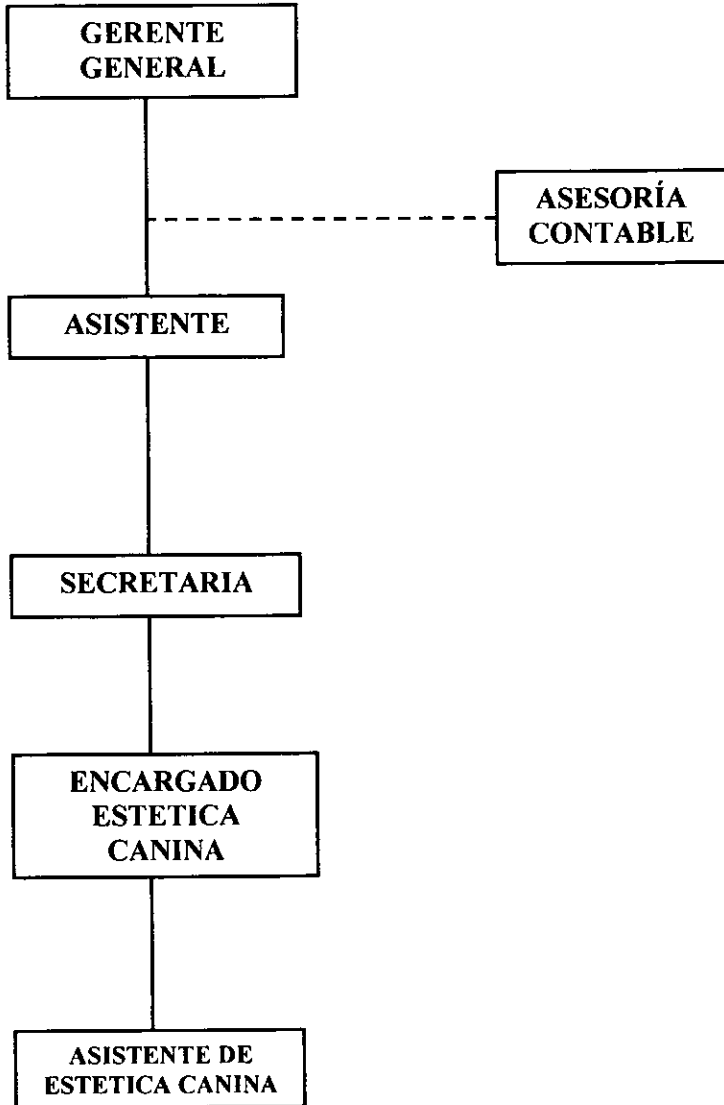 GERENTE
GENERAL
ASESORÍA
CONTABLE
ASISTENTE
SECRETARIA
ENCARGADO
ESTETICA
CANINA
ASISTENTE DE
ESTETICA CANINA